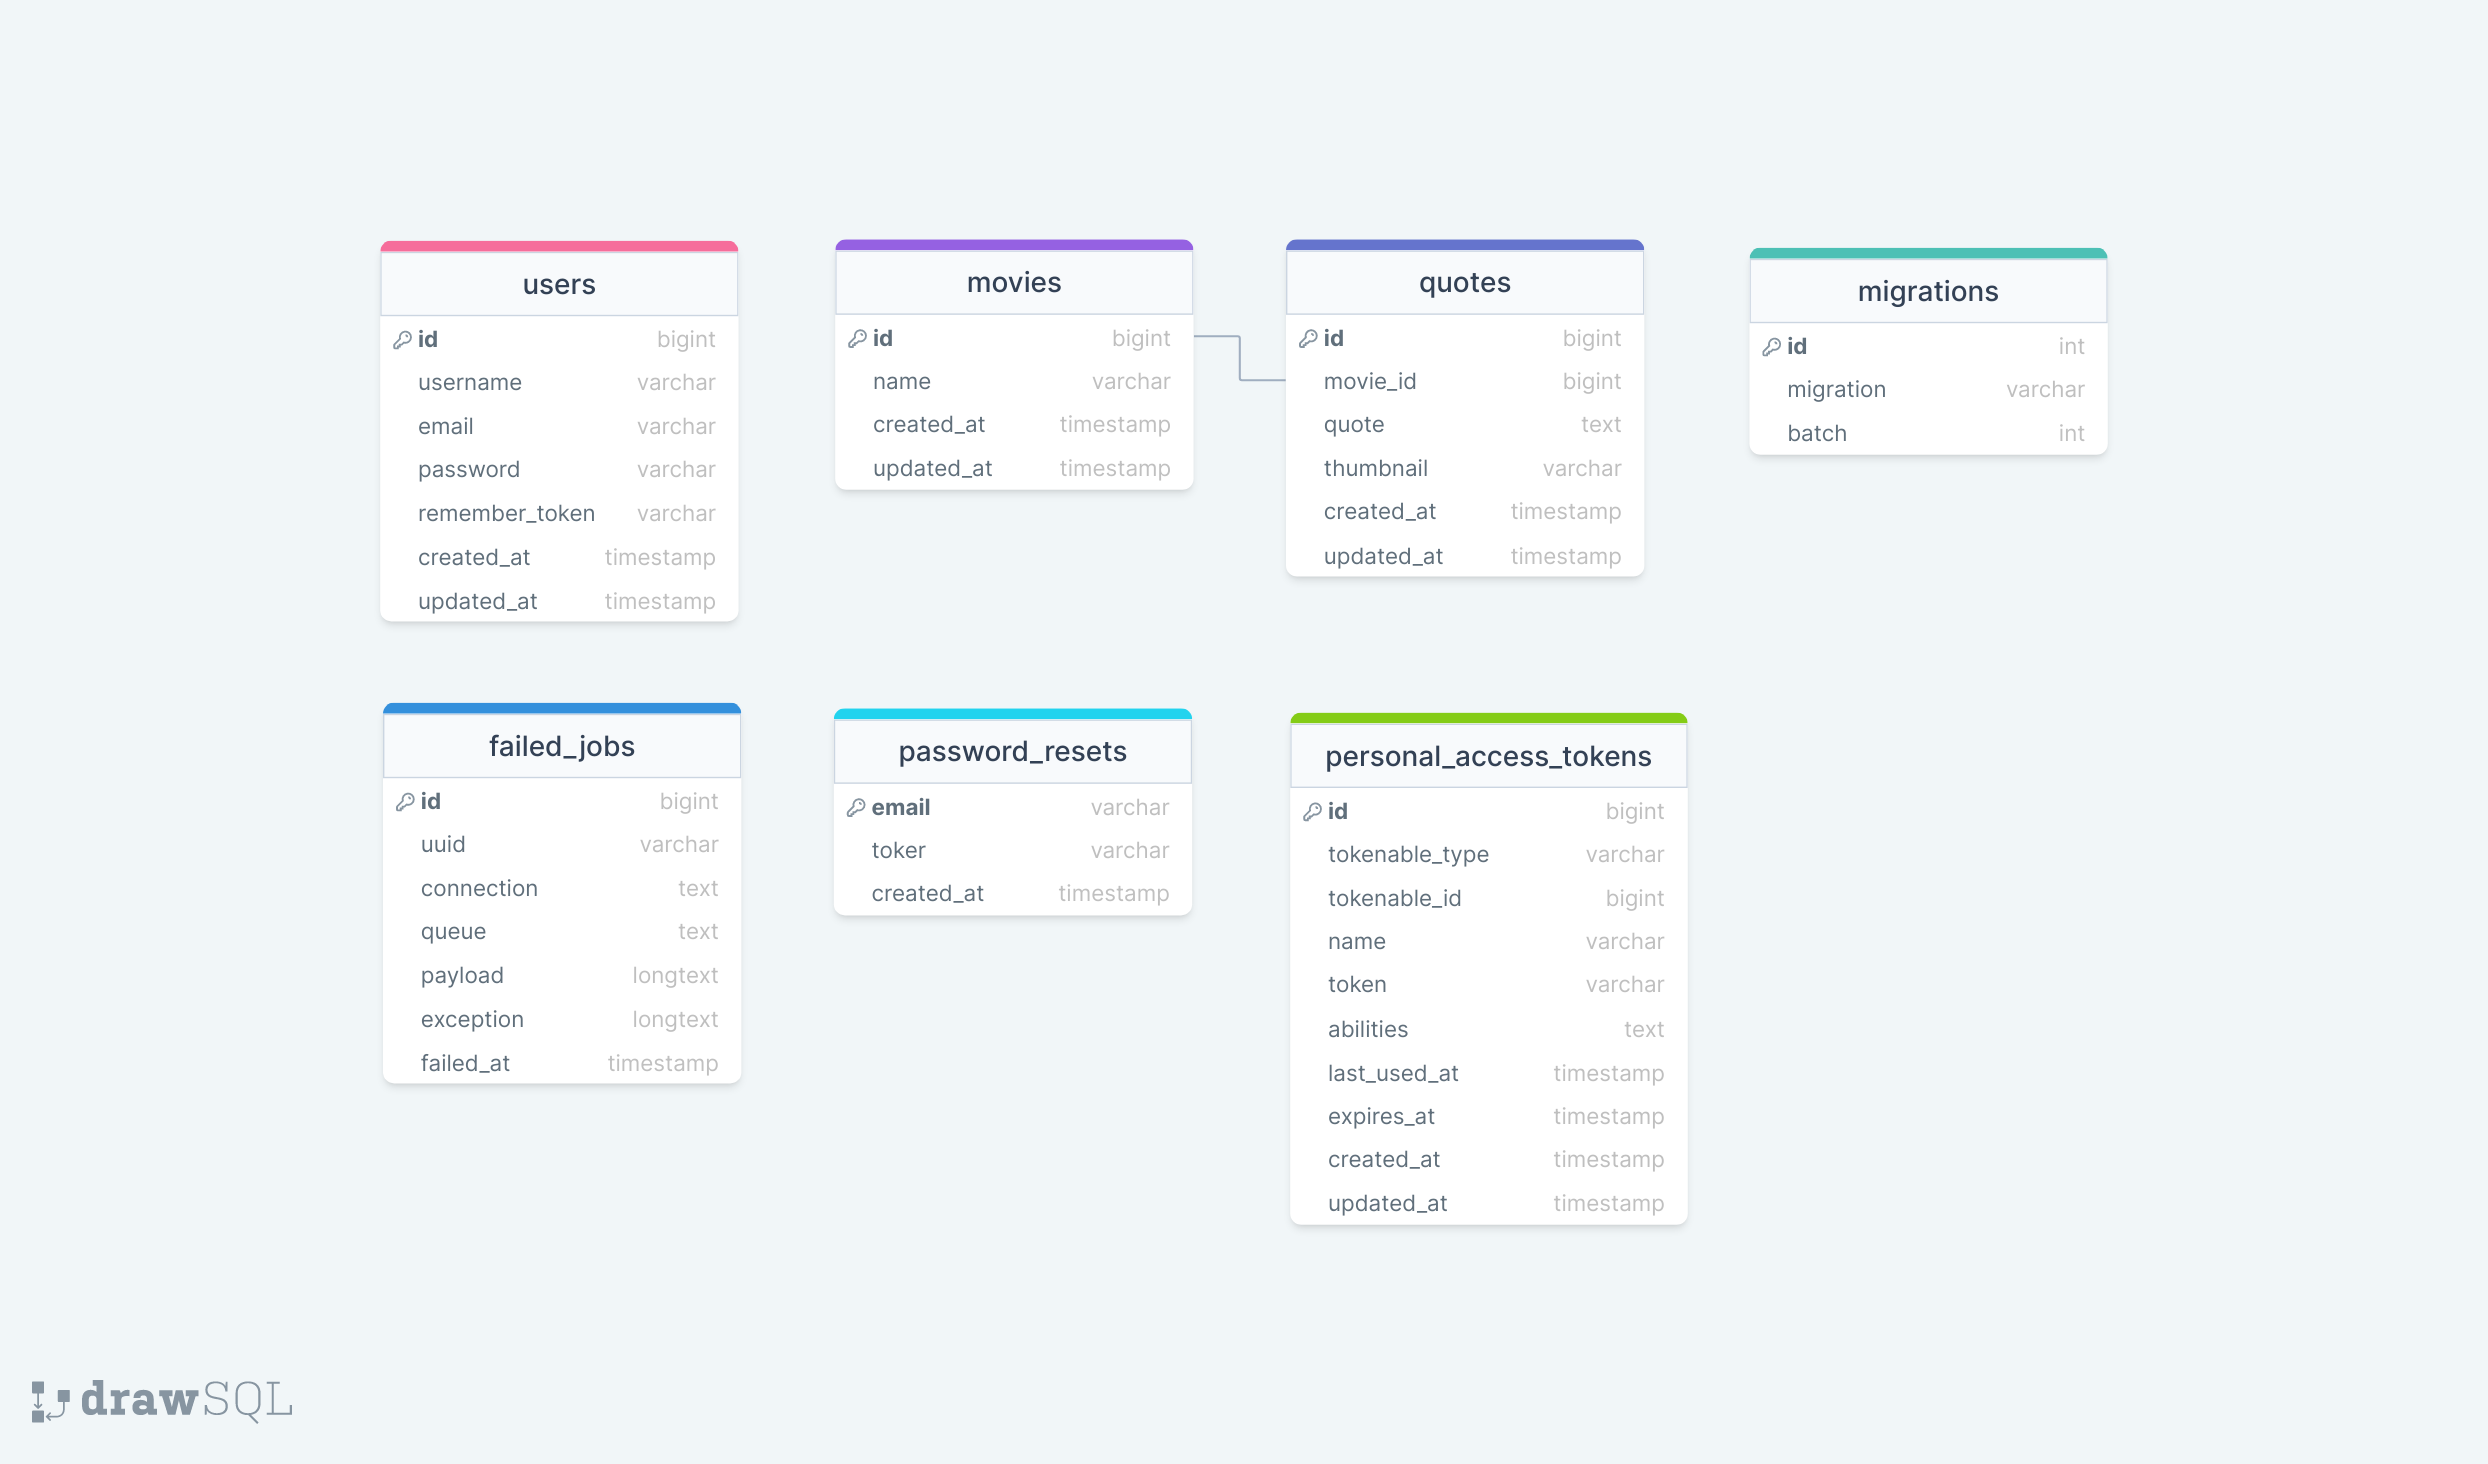 users
id bigint
username varchar
email varchar
password varchar
remember_token varchar
created_at timestamp
updated_at timestamp
movies
id bigint
name varchar
created_at timestamp
updated_at timestamp
quotes
id bigint
movie_id bigint
quote text
thumbnail varchar
created_at timestamp
updated_at timestamp
migrations
id int
migration varchar
batch int
failed_jobs
id bigint
uuid varchar
connection text
queue text
payload longtext
exception longtext
failed_at timestamp
password_resets
email varchar
toker varchar
created_at timestamp
personal_access_tokens
id bigint
tokenable_type varchar
tokenable_id bigint
name varchar
token varchar
abilities text
last_used_at timestamp
expires_at timestamp
created_at timestamp
updated_at timestamp
drawSQL